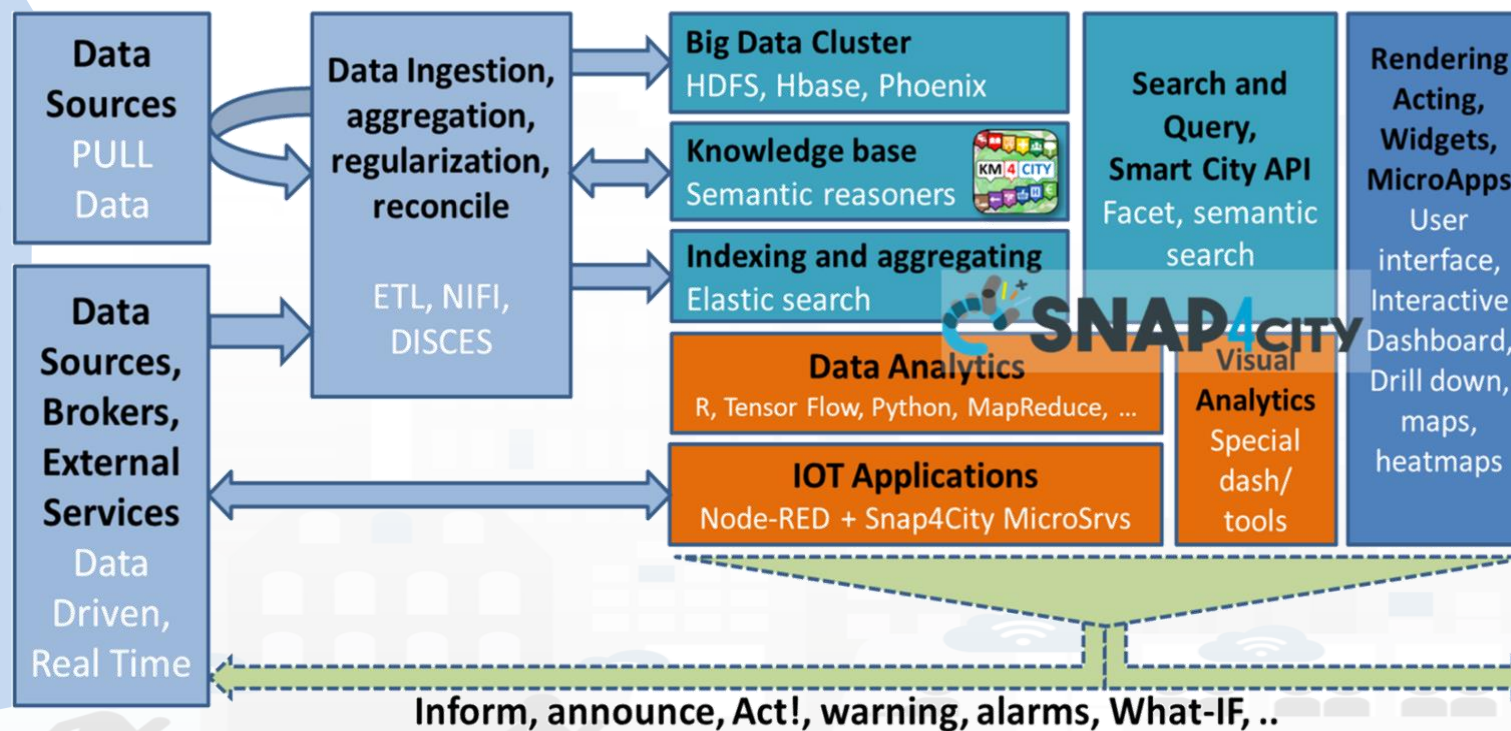 Data
Sources
PULL
Data
Data
Sources,
Brokers,
External
Services
Data
Driven,
Real Time
Data Ingestion,
aggregation,
regularization,
reconcile
ETL, NIFI,
DISCES
Big Data Cluster
HDFS, Hbase, Phoenix
Knowledge base
Semantic reasoners
KM 4 CITY
Indexing and aggregating
Elastic search
Data Analytics
R, Tensor Flow, Python, MapReduce, ...
IOT Applications
Node-RED + Snap4City MicroSrvs
Search and
Query,
Smart City API
Facet, semantic
search
SNAP4CITY
Visual
Analytics
Special
dash/
tools
Rendering
Acting,
Widgets,
MicroApps
User
interface,
Interactive
Dashboard,
Drill down,
maps,
heatmaps
Inform, announce, Act!, warning, alarms, What-IF, ..